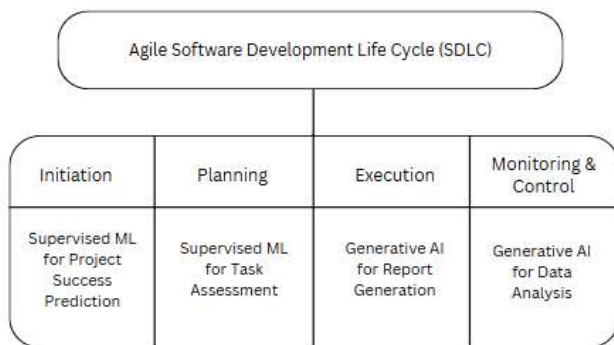 Agile Software Development Life Cycle (SDLC)
Initiation
Planning
Execution
Monitoring &
Control
Supervised ML
for Project
Success
Prediction
Supervised ML
for Task
Assessment
Generative AI
for Report
Generation
Generative AI
for Data
Analysis